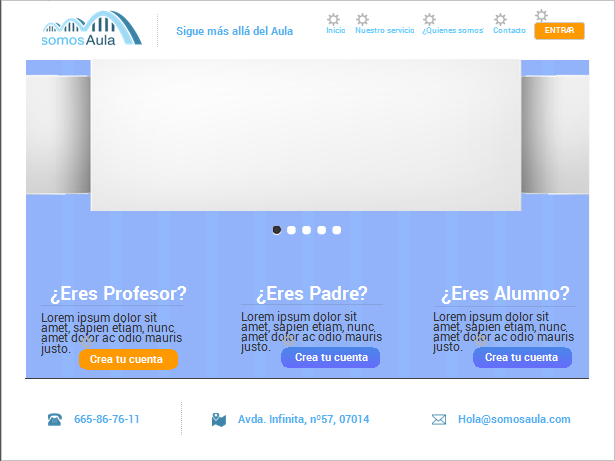 somosAula
Sigue más allá del Aula
Inicio
Nuestro servicio
¿Quienes somos
Contacto
ENTRAR
¿Eres Profesor?
Lorem ipsum dolor sit
amet, sapien etiam, nunc
amet dolor ac odio mauris
justo.
Crea tu cuenta
¿Eres Padre?
Lorem ipsum dolor sit
amet, sapien etiam, nunc
amet dolor ac odio mauris
justo.
Crea tu cuenta
¿Eres Alumno?
Lorem ipsum dolor sit
amet, sapien etiam, nunc
amet dolor ac odio mauris
justo.
Crea tu cuenta
665-86-76-11
Avda. Infinita, nº57, 07014
Hola@somosaula.com